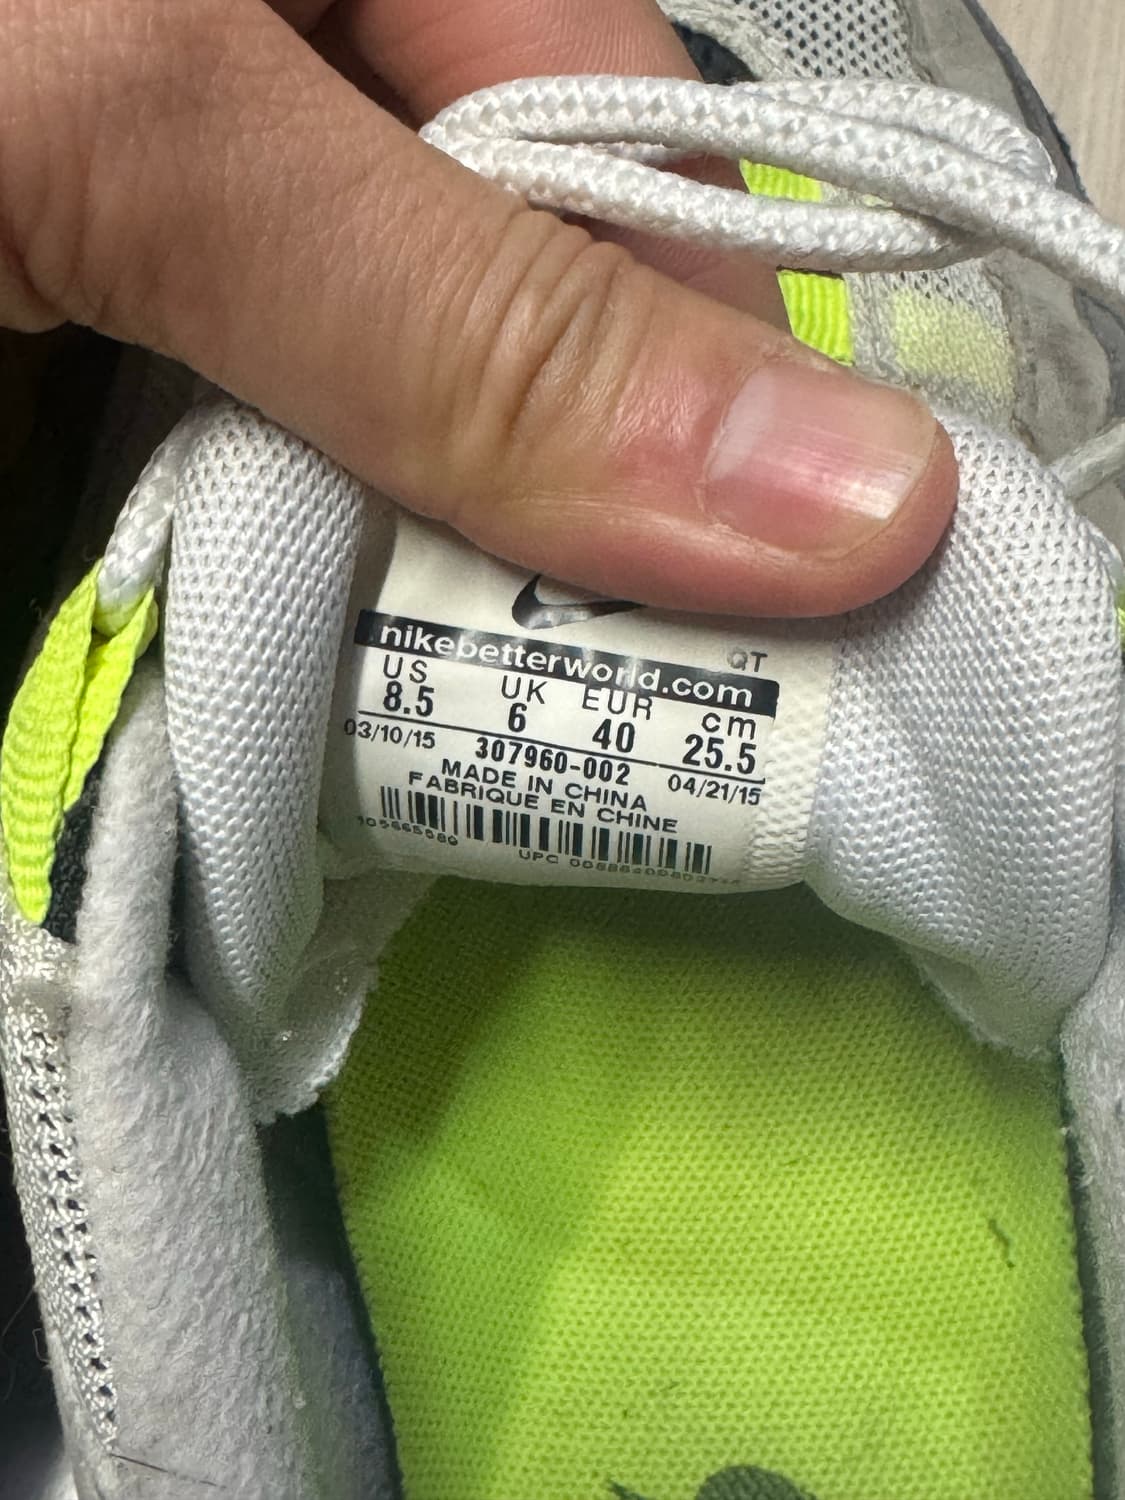 QT
nikebetterworld.com
US UK EUR cm
8.5 6 40 25.5
03/10/15 307960-002 04/21/15
MADE IN CHINA
FABRIQUE EN CHINE
UPC